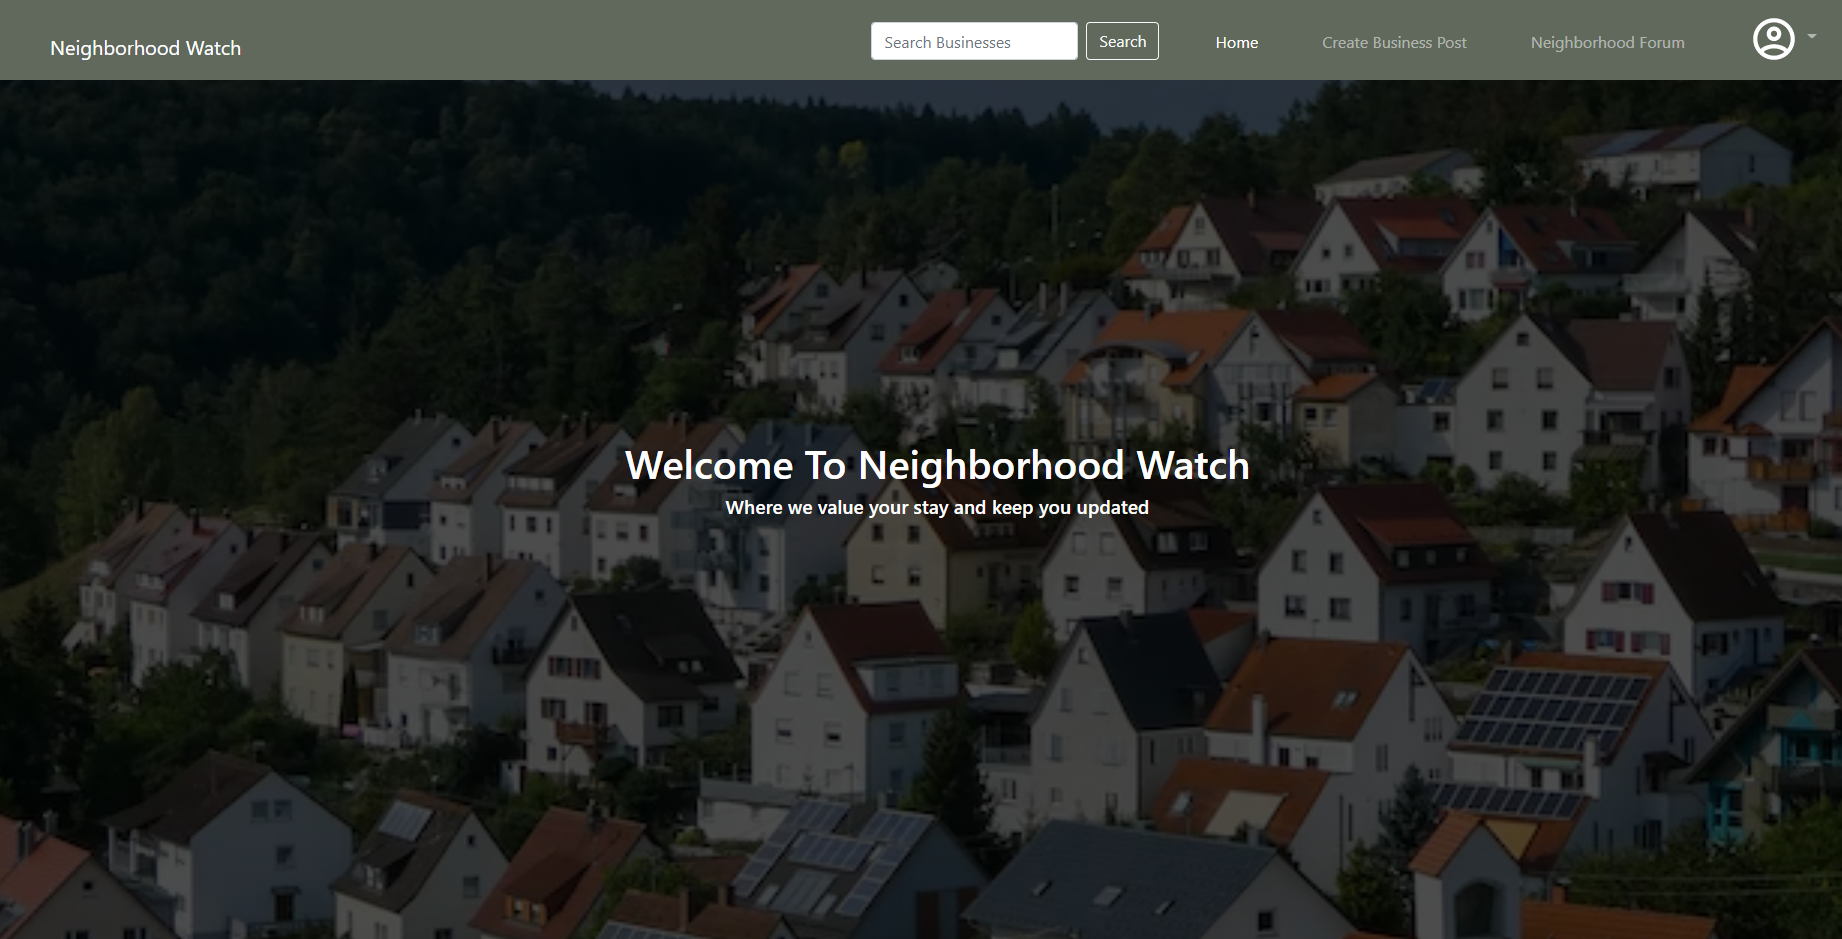 Neighborhood Watch
Search Businesses
Search
Home
Create Business Post
Neighborhood Forum
Welcome To Neighborhood Watch
Where we value your stay and keep you updated